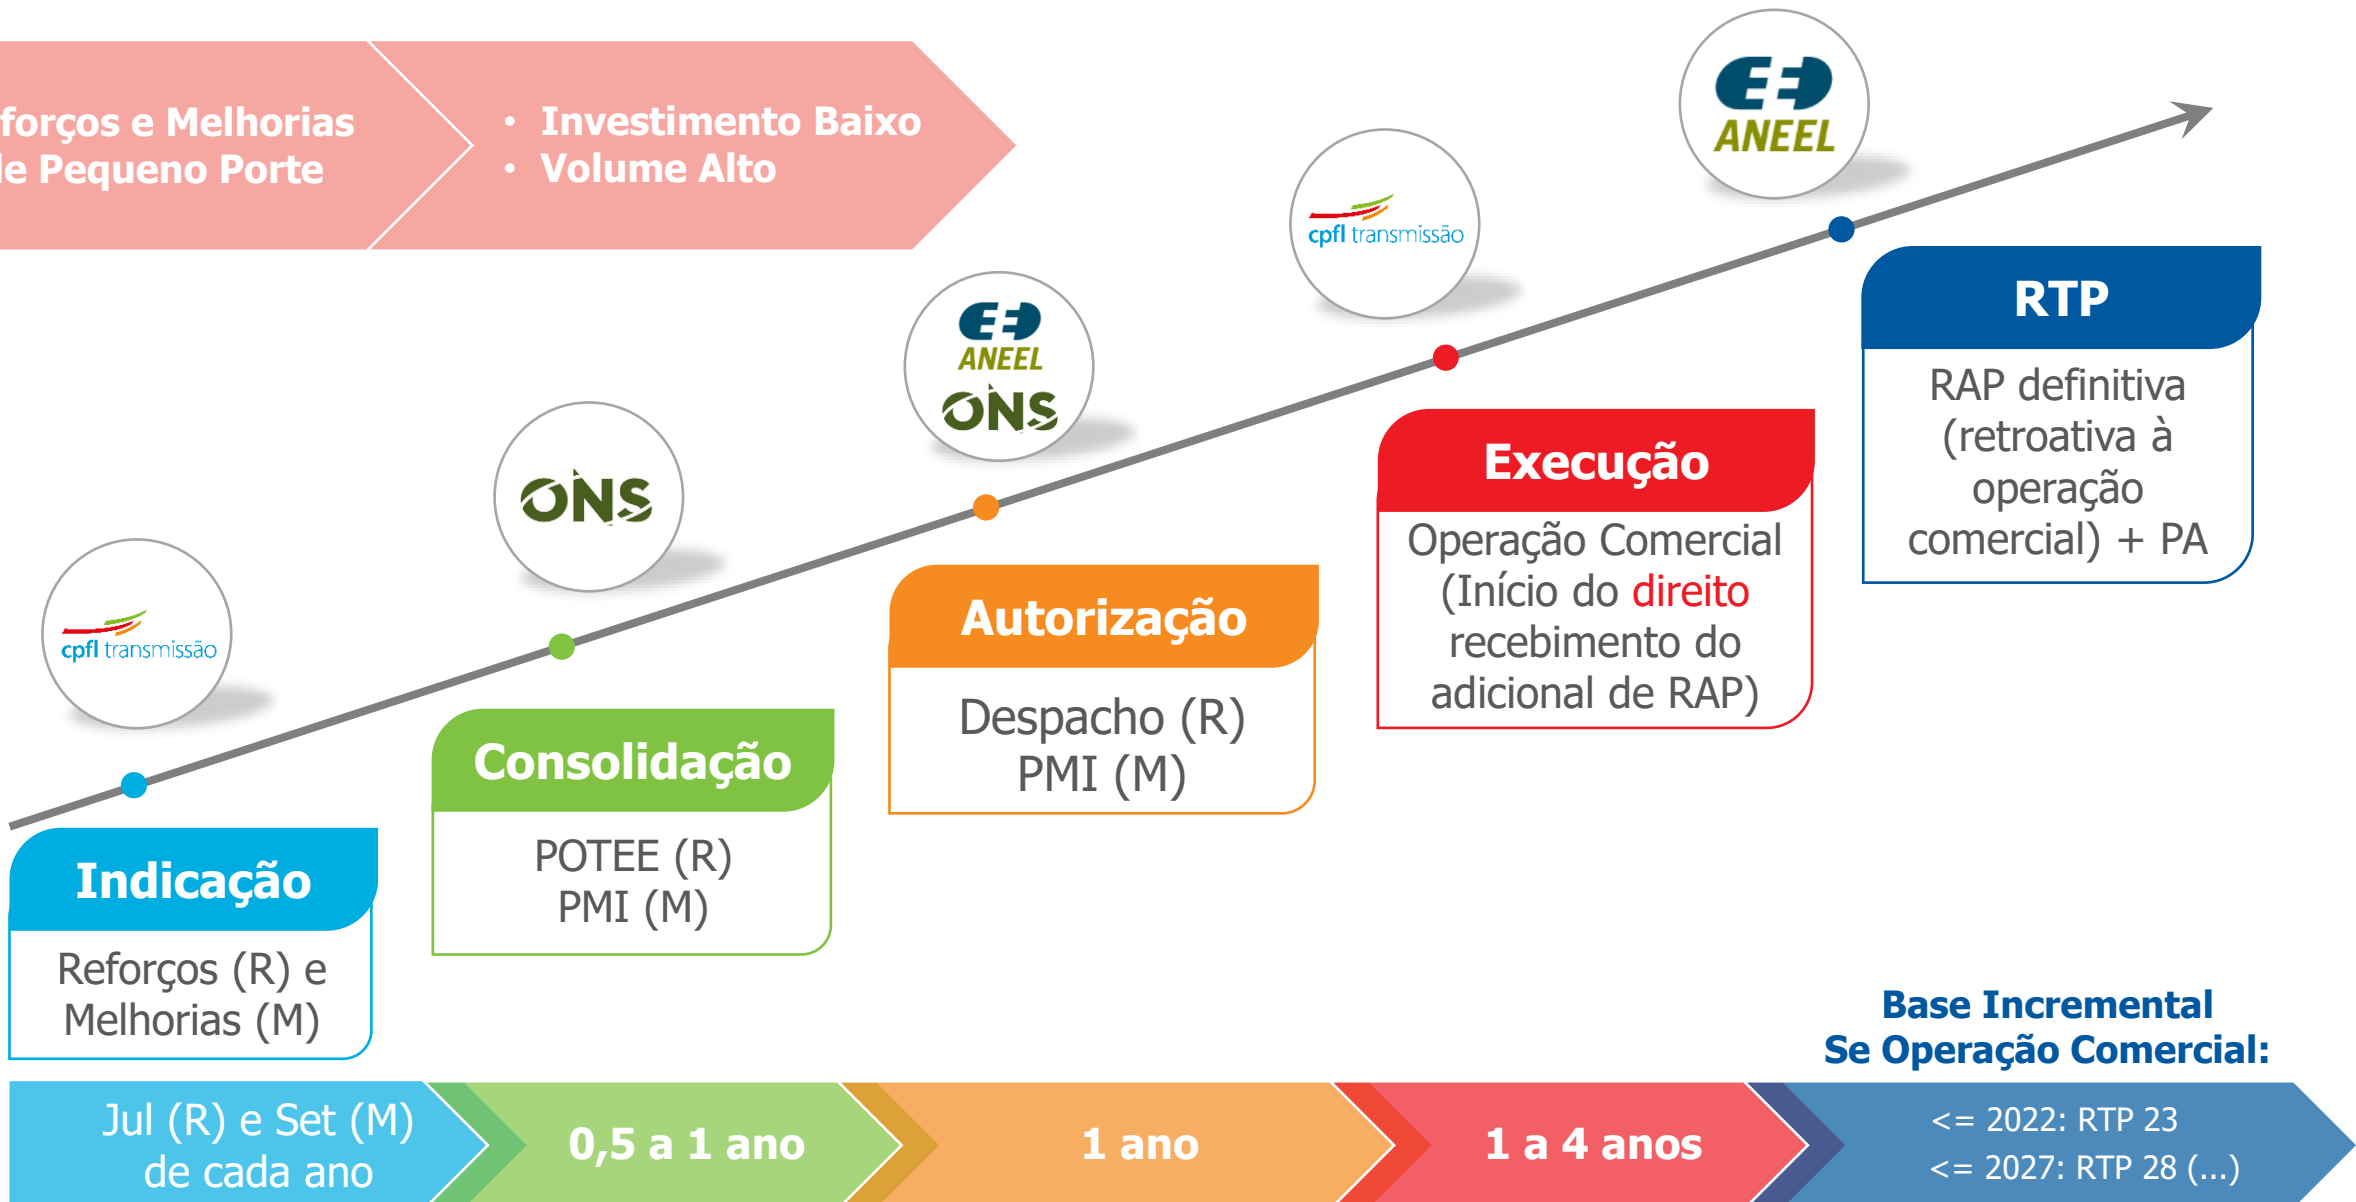 forços e Melhorias
e Pequeno Porte
• Investimento Baixo
• Volume Alto
ANEEL
cpfl transmissão
RTP
RAP definitiva
(retroativa à
operação
comercial) + PA
ANEEL
ONS
Execução
Operação Comercial
(Início do direito
recebimento do
adicional de RAP)
ONS
Autorização
Despacho (R)
PMI (M)
cpfl transmissão
Consolidação
POTEE (R)
PMI (M)
Indicação
Reforços (R) e
Melhorias (M)
Base Incremental
Se Operação Comercial:
Jul (R) e Set (M)
de cada ano
0,5 a 1 ano
1 ano
1 a 4 anos
<= 2022: RTP 23
<= 2027: RTP 28 (...)